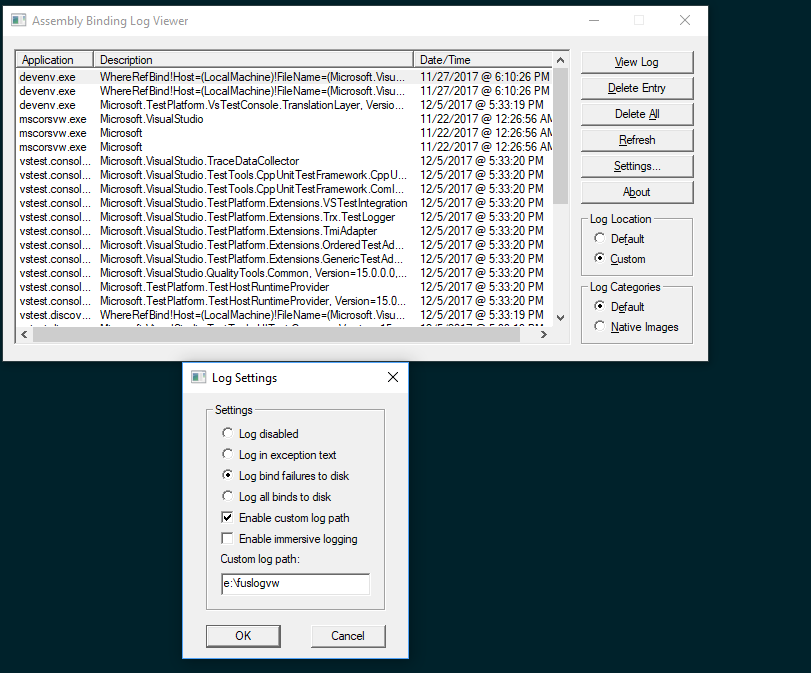 Assembly Binding Log Viewer
Application Description Date/Time
devenv.exe WhereRefBind!Host=(LocalMachine)!FileName=(Microsoft.Visu... 11/27/2017 @ 6:10:26 PM
devenv.exe WhereRefBind!Host=(LocalMachine)!FileName=(Microsoft.Visu... 11/27/2017 @ 6:10:26 PM
devenv.exe Microsoft.TestPlatform.VsTestConsole.TranslationLayer, Versio... 12/5/2017 @ 5:33:19 PM
mscorsvw.exe Microsoft.VisualStudio 11/22/2017 @ 12:26:56 AM
mscorsvw.exe Microsoft 11/22/2017 @ 12:26:56 AM
mscorsvw.exe Microsoft 11/22/2017 @ 12:26:56 AM
vstest.consol... Microsoft.VisualStudio.TraceDataCollector 12/5/2017 @ 5:33:20 PM
vstest.consol... Microsoft.VisualStudio.TestTools.CppUnitTestFramework.CppU... 12/5/2017 @ 5:33:20 PM
vstest.consol... Microsoft.VisualStudio.TestTools.CppUnitTestFramework.ComI... 12/5/2017 @ 5:33:20 PM
vstest.consol... Microsoft.VisualStudio.TestPlatform.Extensions.VSTestIntegration 12/5/2017 @ 5:33:20 PM
vstest.consol... Microsoft.VisualStudio.TestPlatform.Extensions.Trx.TestLogger 12/5/2017 @ 5:33:20 PM
vstest.consol... Microsoft.VisualStudio.TestPlatform.Extensions.TmiAdapter 12/5/2017 @ 5:33:20 PM
vstest.consol... Microsoft.VisualStudio.TestPlatform.Extensions.OrderedTestAd... 12/5/2017 @ 5:33:20 PM
vstest.consol... Microsoft.VisualStudio.TestPlatform.Extensions.GenericTestAd... 12/5/2017 @ 5:33:20 PM
vstest.consol... Microsoft.VisualStudio.QualityTools.Common, Version=15.0.0.0,... 12/5/2017 @ 5:33:20 PM
vstest.consol... Microsoft.TestPlatform.TestHostRuntimeProvider 12/5/2017 @ 5:33:20 PM
vstest.consol... Microsoft.TestPlatform.TestHostRuntimeProvider, Version=15.0... 12/5/2017 @ 5:33:20 PM
vstest.discov... WhereRefBind!Host=(LocalMachine)!FileName=(Microsoft.Visu... 12/5/2017 @ 5:33:19 PM
View Log
Delete Entry
Delete All
Refresh
Settings...
About
Log Location
Default
Custom
Log Categories
Default
Native Images
Log Settings
Settings
Log disabled
Log in exception text
Log bind failures to disk
Log all binds to disk
Enable custom log path
Enable immersive logging
Custom log path:
e:\fuslogvw
OK Cancel